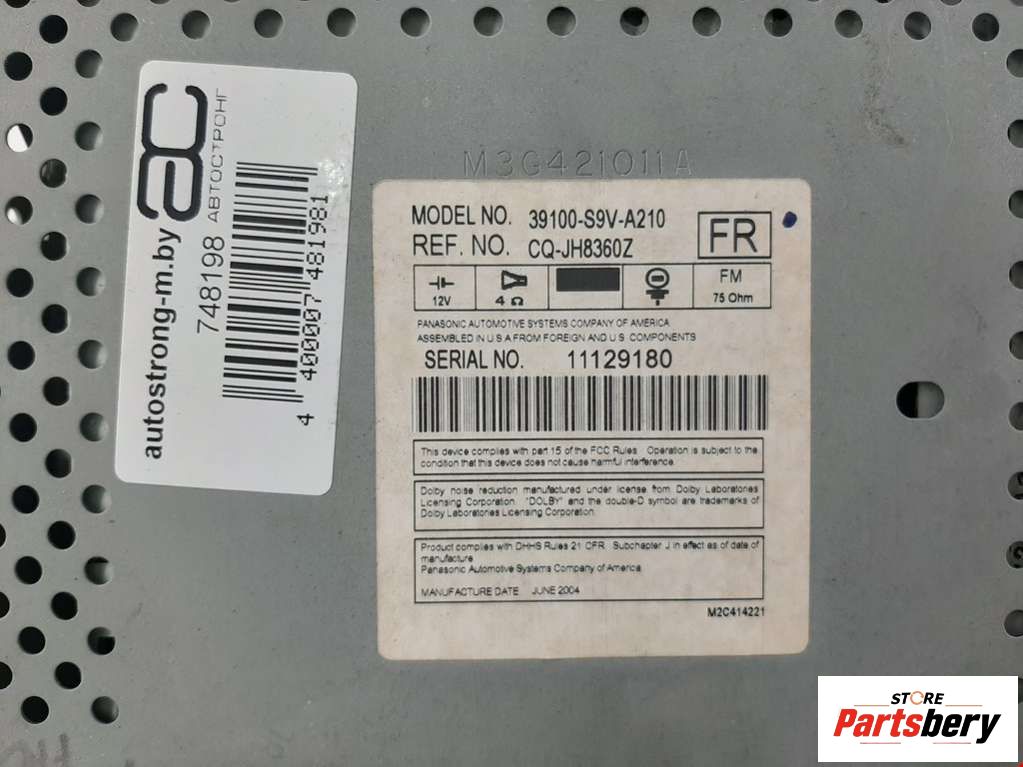 autostrong-m.by
748198
АВТОСТРОНГ
ac
4 400007 481981
M3G421011A
MODEL NO. 39100-S9V-A210
REF. NO. CQ-JH8360Z
FR
12V
4 Ω
FM
75 Ohm
PANASONIC AUTOMOTIVE SYSTEMS COMPANY OF AMERICA
ASSEMBLED IN U S A FROM FOREIGN AND U S COMPONENTS
SERIAL NO. 11129180
This device complies with part 15 of the FCC Rules Operation is subject to the
condition that this device does not cause harmful interference.
Dolby noise reduction manufactured under license from Dolby Laboratories
Licensing Corporation. "DOLBY" and the double-D symbol are trademarks of
Dolby Laboratories Licensing Corporation.
Product complies with DHHS Rules 21 CFR Subchapter J in effect as of date of
manufacture
Panasonic Automotive Systems Company of America
MANUFACTURE DATE JUNE 2004
M2C414221
STORE
Partsbery